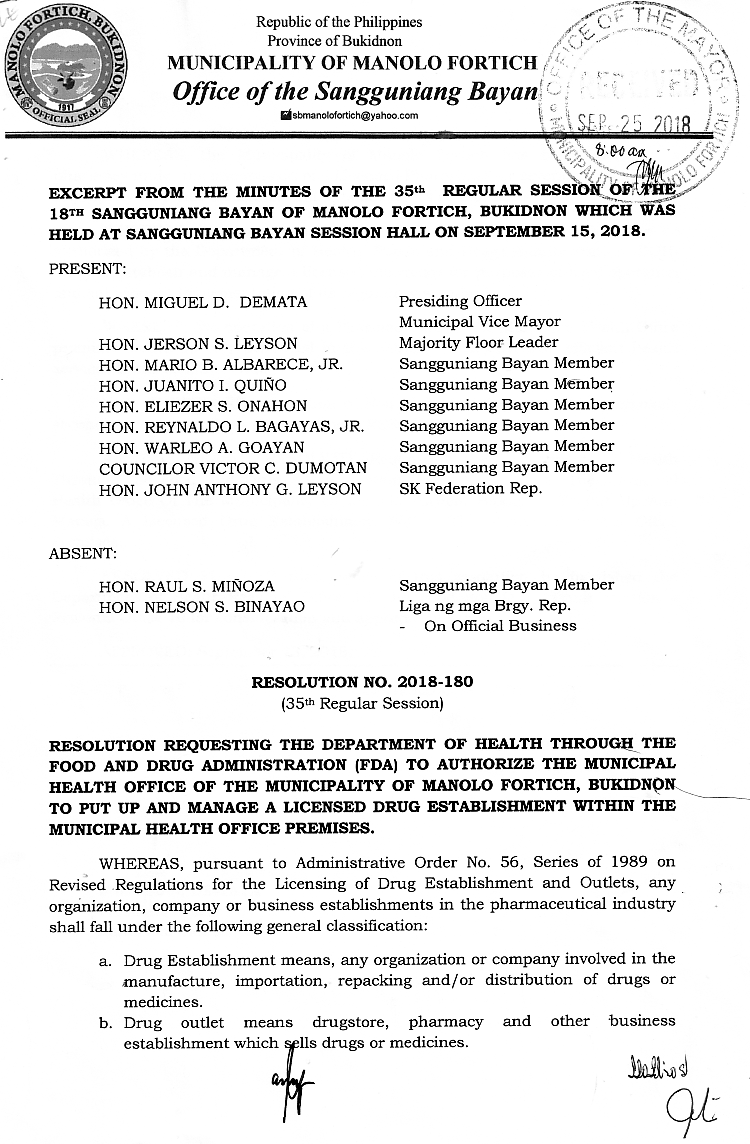 Republic of the Philippines
Province of Bukidnon
MUNICIPALITY OF MANOLO FORTICH
Office of the Sangguniang Bayan
sbmanolofortich@yahoo.com
MANOLO FORTICH, BUKIDNON
1917
OFFICIAL SEAL
OFFICE OF THE MAYOR
RECEIVED
SEP 25 2018
8:00am
MUNICIPALITY MANOLO FORTICH
EXCERPT FROM THE MINUTES OF THE 35th REGULAR SESSION OF THE
18TH SANGGUNIANG BAYAN OF MANOLO FORTICH, BUKIDNON WHICH WAS
HELD AT SANGGUNIANG BAYAN SESSION HALL ON SEPTEMBER 15, 2018.
PRESENT:
HON. MIGUEL D. DEMATA Presiding Officer
Municipal Vice Mayor
HON. JERSON S. LEYSON Majority Floor Leader
HON. MARIO B. ALBARECE, JR. Sangguniang Bayan Member
HON. JUANITO I. QUIÑO Sangguniang Bayan Member
HON. ELIEZER S. ONAHON Sangguniang Bayan Member
HON. REYNALDO L. BAGAYAS, JR. Sangguniang Bayan Member
HON. WARLEO A. GOAYAN Sangguniang Bayan Member
COUNCILOR VICTOR C. DUMOTAN Sangguniang Bayan Member
HON. JOHN ANTHONY G. LEYSON SK Federation Rep.
ABSENT:
HON. RAUL S. MIÑOZA Sangguniang Bayan Member
HON. NELSON S. BINAYAO Liga ng mga Brgy. Rep.
- On Official Business
RESOLUTION NO. 2018-180
(35th Regular Session)
RESOLUTION REQUESTING THE DEPARTMENT OF HEALTH THROUGH THE
FOOD AND DRUG ADMINISTRATION (FDA) TO AUTHORIZE THE MUNICIPAL
HEALTH OFFICE OF THE MUNICIPALITY OF MANOLO FORTICH, BUKIDNON
TO PUT UP AND MANAGE A LICENSED DRUG ESTABLISHMENT WITHIN THE
MUNICIPAL HEALTH OFFICE PREMISES.
WHEREAS, pursuant to Administrative Order No. 56, Series of 1989 on
Revised Regulations for the Licensing of Drug Establishment and Outlets, any
organization, company or business establishments in the pharmaceutical industry
shall fall under the following general classification:
a. Drug Establishment means, any organization or company involved in the
manufacture, importation, repacking and/or distribution of drugs or
medicines.
b. Drug outlet means drugstore, pharmacy and other business
establishment which sells drugs or medicines.